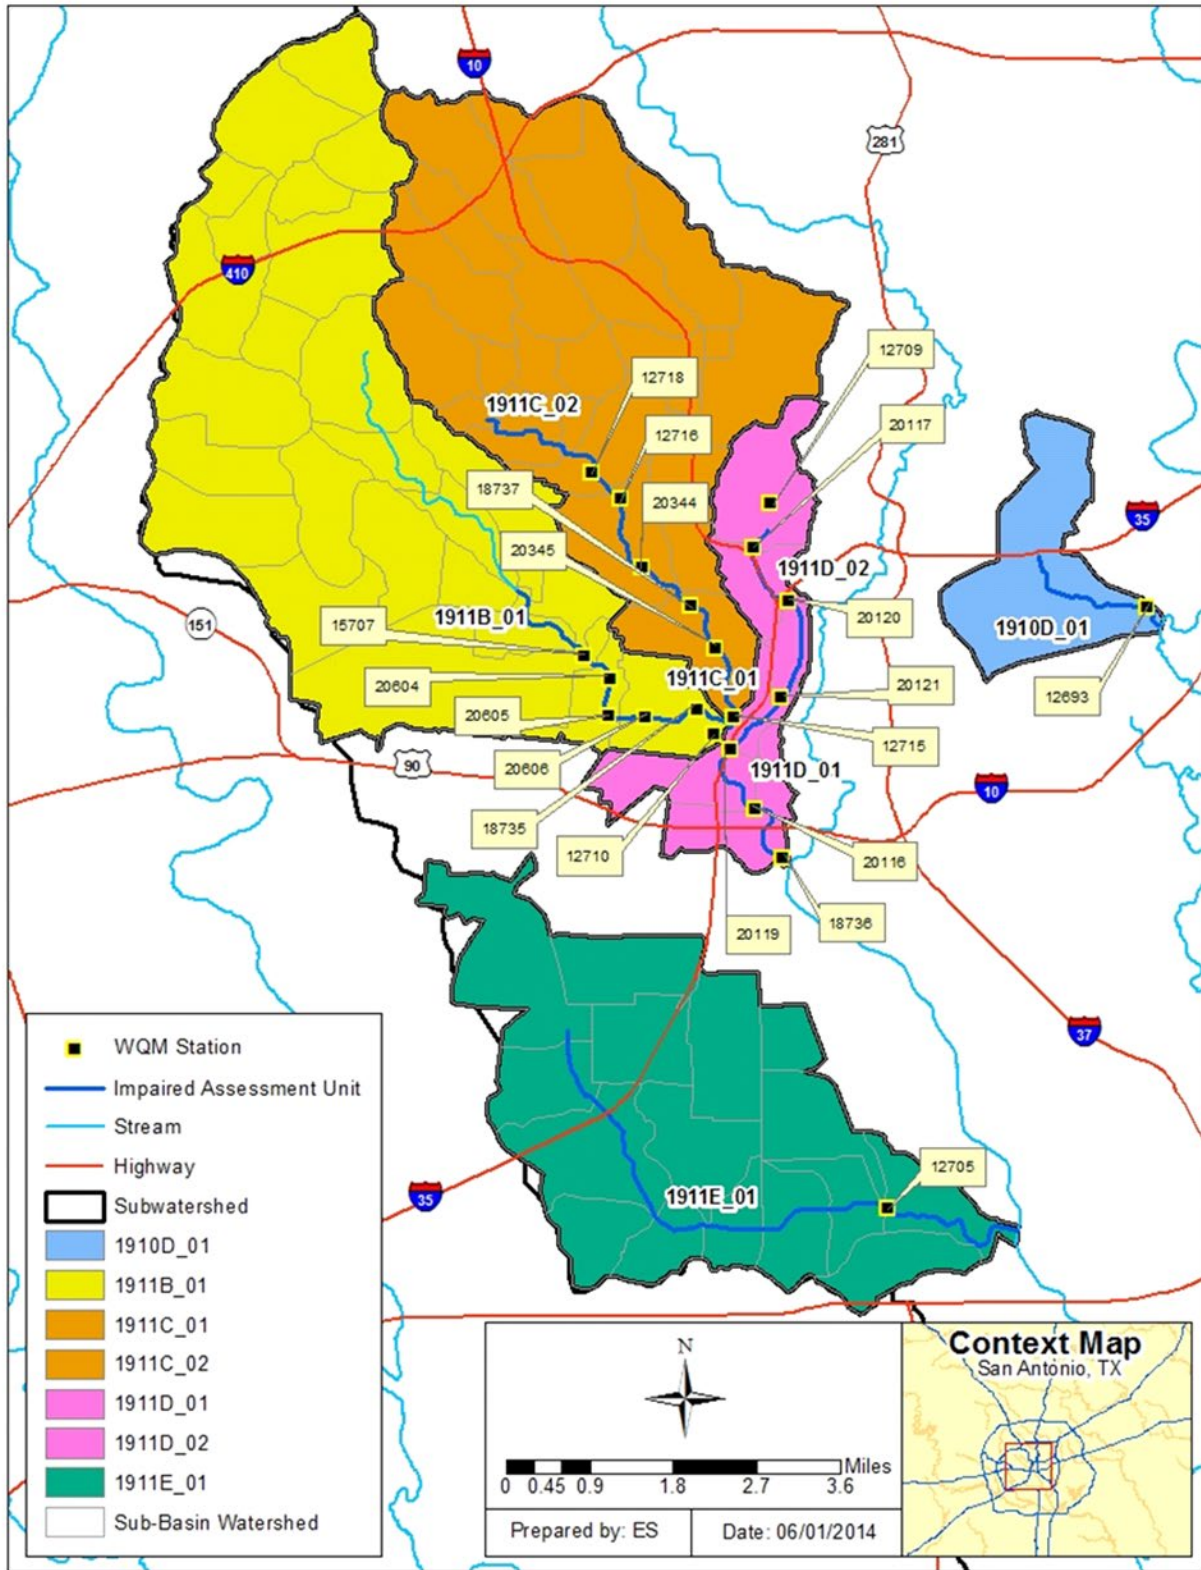 10
281
410
12709
12718
1911C_02
20117
12716
18737
20344
35
20345
1911D_02
1911B_01
151
15707
20120
1910D_01
20604
1911C_01
20121
12693
20605
12715
90
20606
1911D_01
10
18735
12710
20116
20119
18736
37
WQM Station
Impaired Assessment Unit
Stream
Highway
Subwatershed
1910D_01
1911B_01
1911C_01
1911C_02
1911D_01
1911D_02
1911E_01
Sub-Basin Watershed
12705
1911E_01
35
N
Miles
0 0.45 0.9 1.8 2.7 3.6
Prepared by: ES
Date: 06/01/2014
Context Map
San Antonio, TX